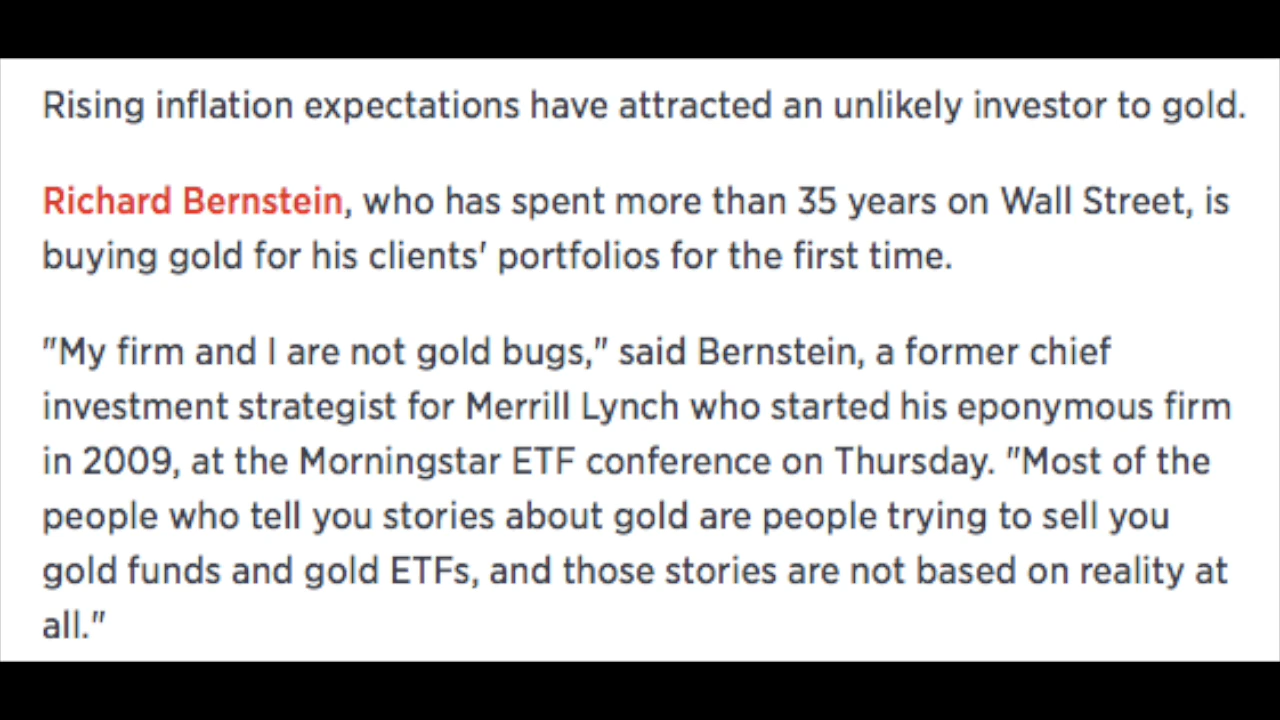 Rising inflation expectations have attracted an unlikely investor to gold.
Richard Bernstein, who has spent more than 35 years on Wall Street, is
buying gold for his clients' portfolios for the first time.
"My firm and I are not gold bugs," said Bernstein, a former chief
investment strategist for Merrill Lynch who started his eponymous firm
in 2009, at the Morningstar ETF conference on Thursday. "Most of the
people who tell you stories about gold are people trying to sell you
gold funds and gold ETFs, and those stories are not based on reality at
all."